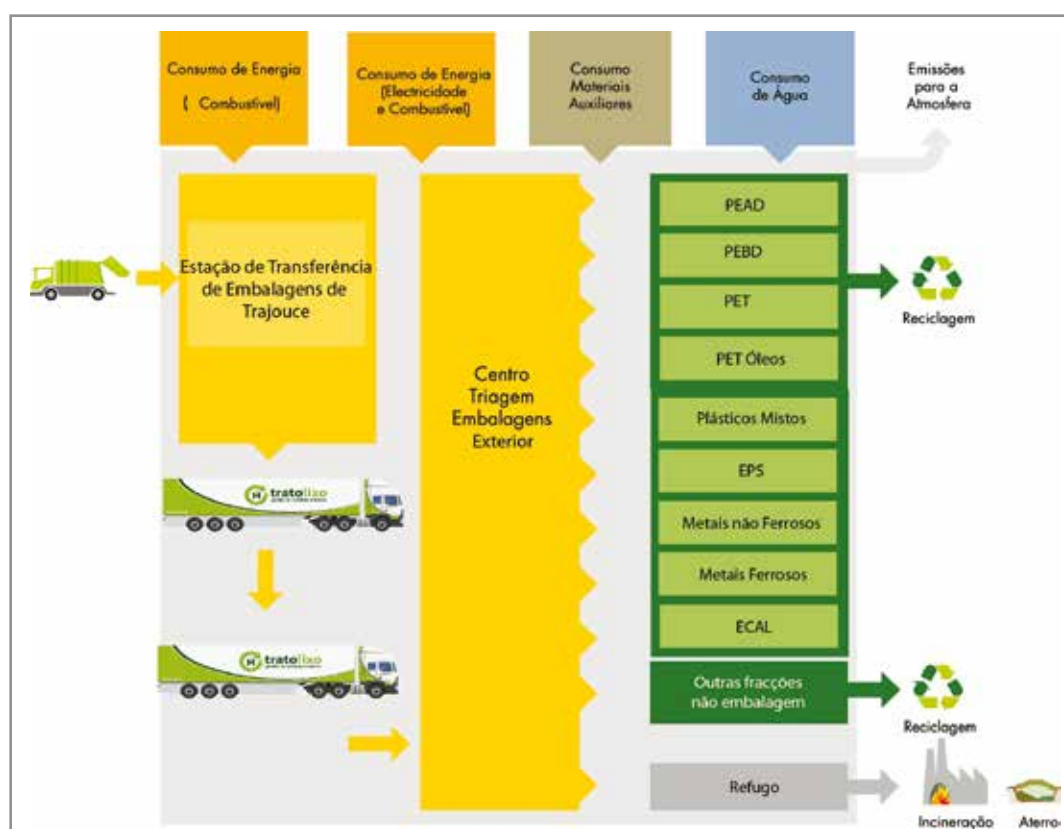 Consumo de Energia
( Combustível)
Consumo de Energia
(Electricidade
e Combustível)
Consumo
Materiais
Auxiliares
Consumo
de Água
Emissões
para a
Atmosfera
Estação de Transferência
de Embalagens de
Trajouce
tratolixo
tratolixo
Centro
Triagem
Embalagens
Exterior
PEAD
PEBD
PET
PET Óleos
Plásticos Mistos
EPS
Metais não Ferrosos
Metais Ferrosos
ECAL
Reciclagem
Outras fracções
não embalagem
Reciclagem
Refugo
Incineração
Aterro